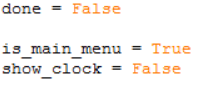 done = False
is_main_menu = True
show_clock = False